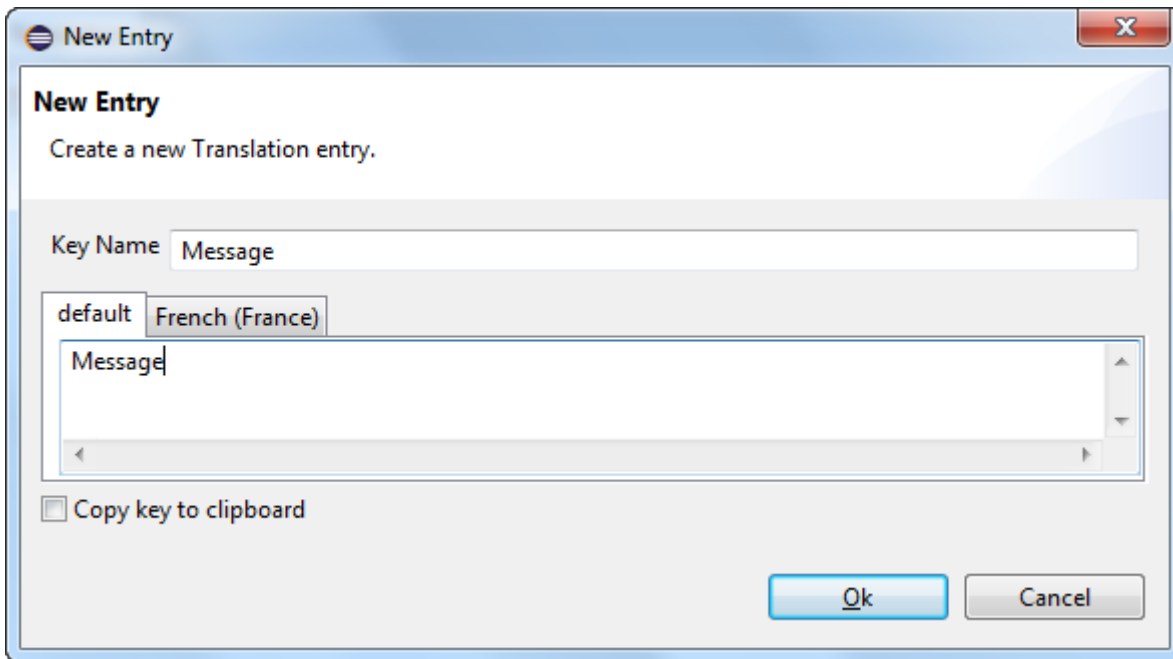 New Entry
New Entry
Create a new Translation entry.
Key Name Message
default French (France)
Message
Copy key to clipboard
Ok Cancel